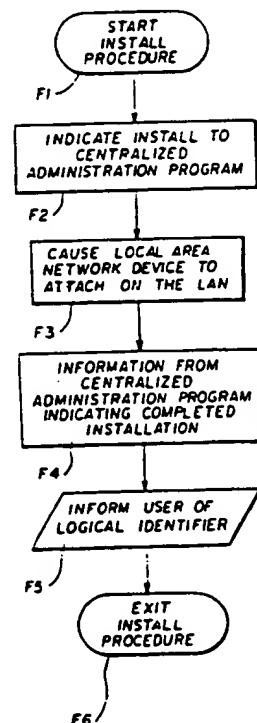 START
INSTALL
PROCEDURE
F1
INDICATE INSTALL TO
CENTRALIZED
ADMINISTRATION PROGRAM
F2
CAUSE LOCAL AREA
NETWORK DEVICE TO
ATTACH ON THE LAN
F3
INFORMATION FROM
CENTRALIZED
ADMINISTRATION PROGRAM
INDICATING COMPLETED
INSTALLATION
F4
INFORM USER OF
LOGICAL IDENTIFIER
F5
EXIT
INSTALL
PROCEDURE
F6